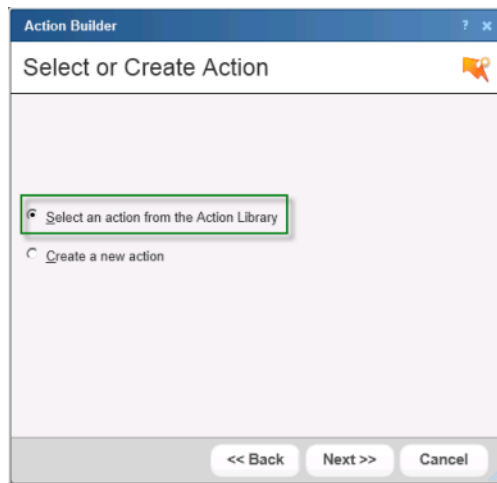 Action Builder ? ×
Select or Create Action
Select an action from the Action Library
Create a new action
<< Back Next >> Cancel